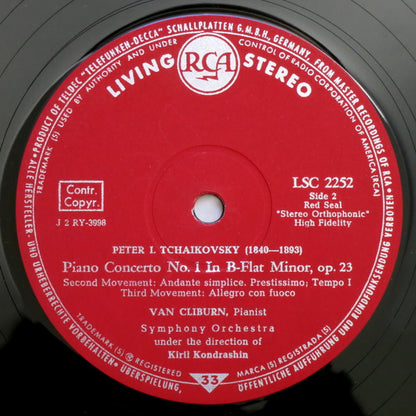 PRODUCT OF TELDEC "TELEFUNKEN-DECCA" SCHALLPLATTEN G.M.B.H., GERMANY, FROM MASTER RECORDINGS OF RCA
TRADEMARK (S) USED BY AUTHORITY AND UNDER CONTROL OF RADIO CORPORATION OF AMERICA (RCA)
LIVING RCA STEREO
Contr.
Copyr.
J 2 RY-3998
LSC 2252
Side 2
Red Seal
"Stereo Orthophonic"
High Fidelity
PETER I. TCHAIKOVSKY (1840—1893)
Piano Concerto No. 1 In B-Flat Minor, op. 23
Second Movement: Andante simplice. Prestissimo; Tempo I
Third Movement: Allegro con fuoco
VAN CLIBURN, Pianist
Symphony Orchestra
under the direction of
Kiril Kondrashin
TRADEMARK (S) ® REGISTERED
33
MARCA (S) REGISTRADA (S)
ALLE HERSTELLER- UND URHEBERRECHTE VORBEHALTEN • ÜBERSPIELUNG,
ÖFFENTLICHE AUFFÜHRUNG UND RUNDFUNKSENDUNG VERBOTEN